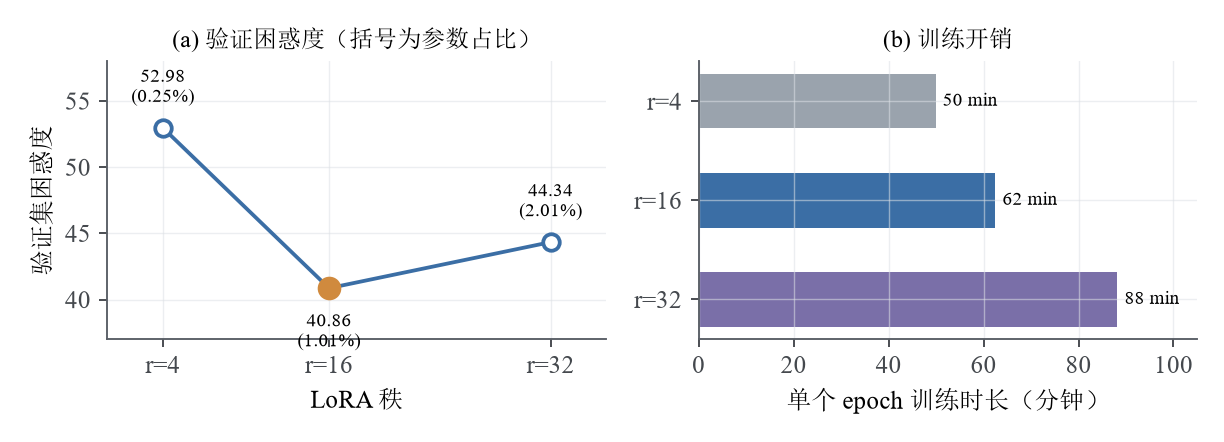 (a) 验证困惑度（括号为参数占比）
52.98
(0.25%)
55
50
45
40
验证集困惑度
44.34
(2.01%)
40.86
(1.01%)
r=4
r=16
r=32
LoRA 秩
(b) 训练开销
r=4
50 min
r=16
62 min
r=32
88 min
0
20
40
60
80
100
单个 epoch 训练时长（分钟）